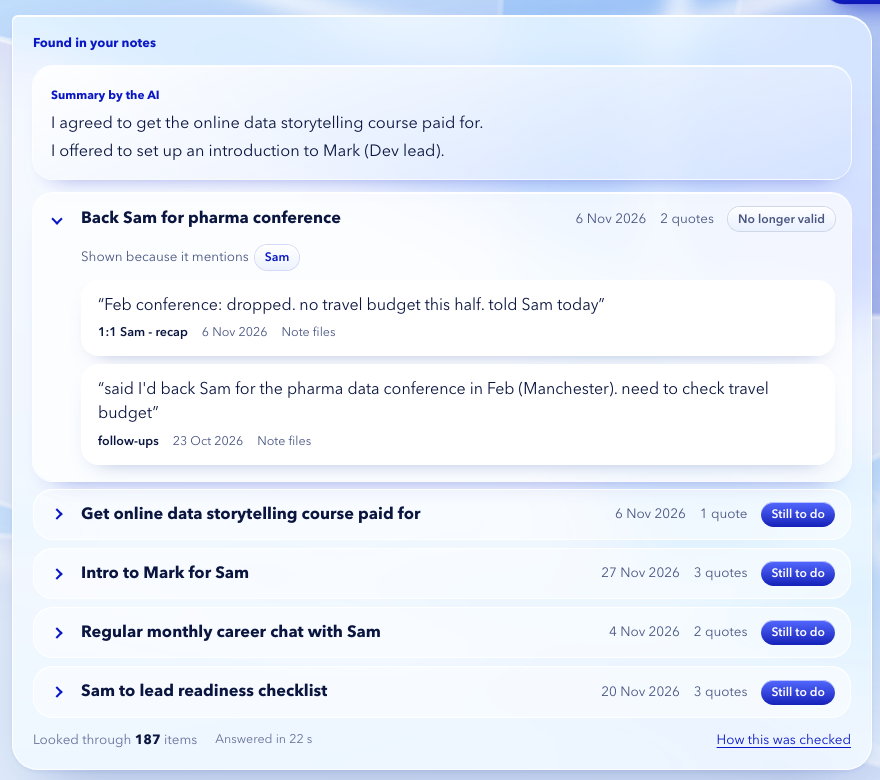 Found in your notes
Summary by the AI
I agreed to get the online data storytelling course paid for.
I offered to set up an introduction to Mark (Dev lead).
Back Sam for pharma conference 6 Nov 2026 2 quotes No longer valid
Shown because it mentions Sam
“Feb conference: dropped. no travel budget this half. told Sam today”
1:1 Sam - recap 6 Nov 2026 Note files
“said I'd back Sam for the pharma data conference in Feb (Manchester). need to check travel
budget”
follow-ups 23 Oct 2026 Note files
Get online data storytelling course paid for 6 Nov 2026 1 quote Still to do
Intro to Mark for Sam 27 Nov 2026 3 quotes Still to do
Regular monthly career chat with Sam 4 Nov 2026 2 quotes Still to do
Sam to lead readiness checklist 20 Nov 2026 3 quotes Still to do
Looked through 187 items Answered in 22 s How this was checked